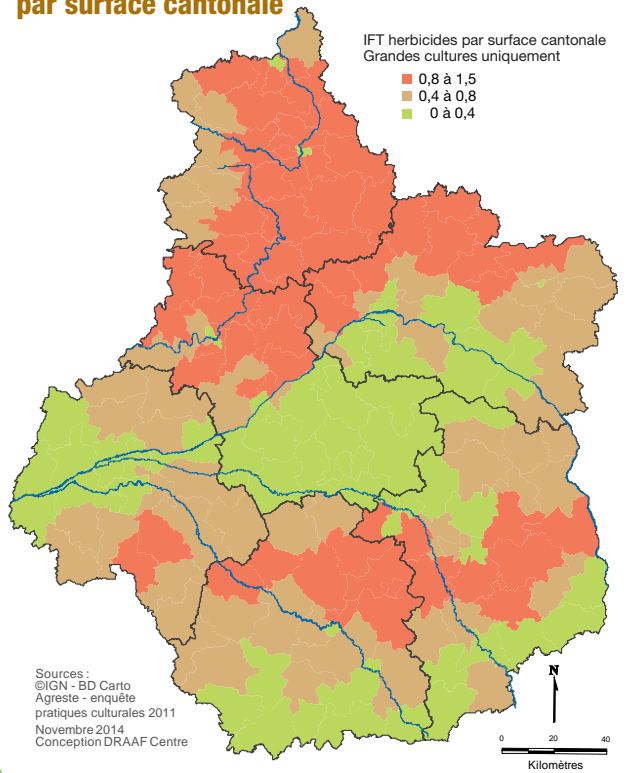 par surface cantonale
IFT herbicides par surface cantonale
Grandes cultures uniquement
0,8 à 1,5
0,4 à 0,8
0 à 0,4
Sources :
©IGN - BD Carto
Agreste - enquête
pratiques culturales 2011
Novembre 2014
Conception DRAAF Centre
N
0 20 40
Kilomètres